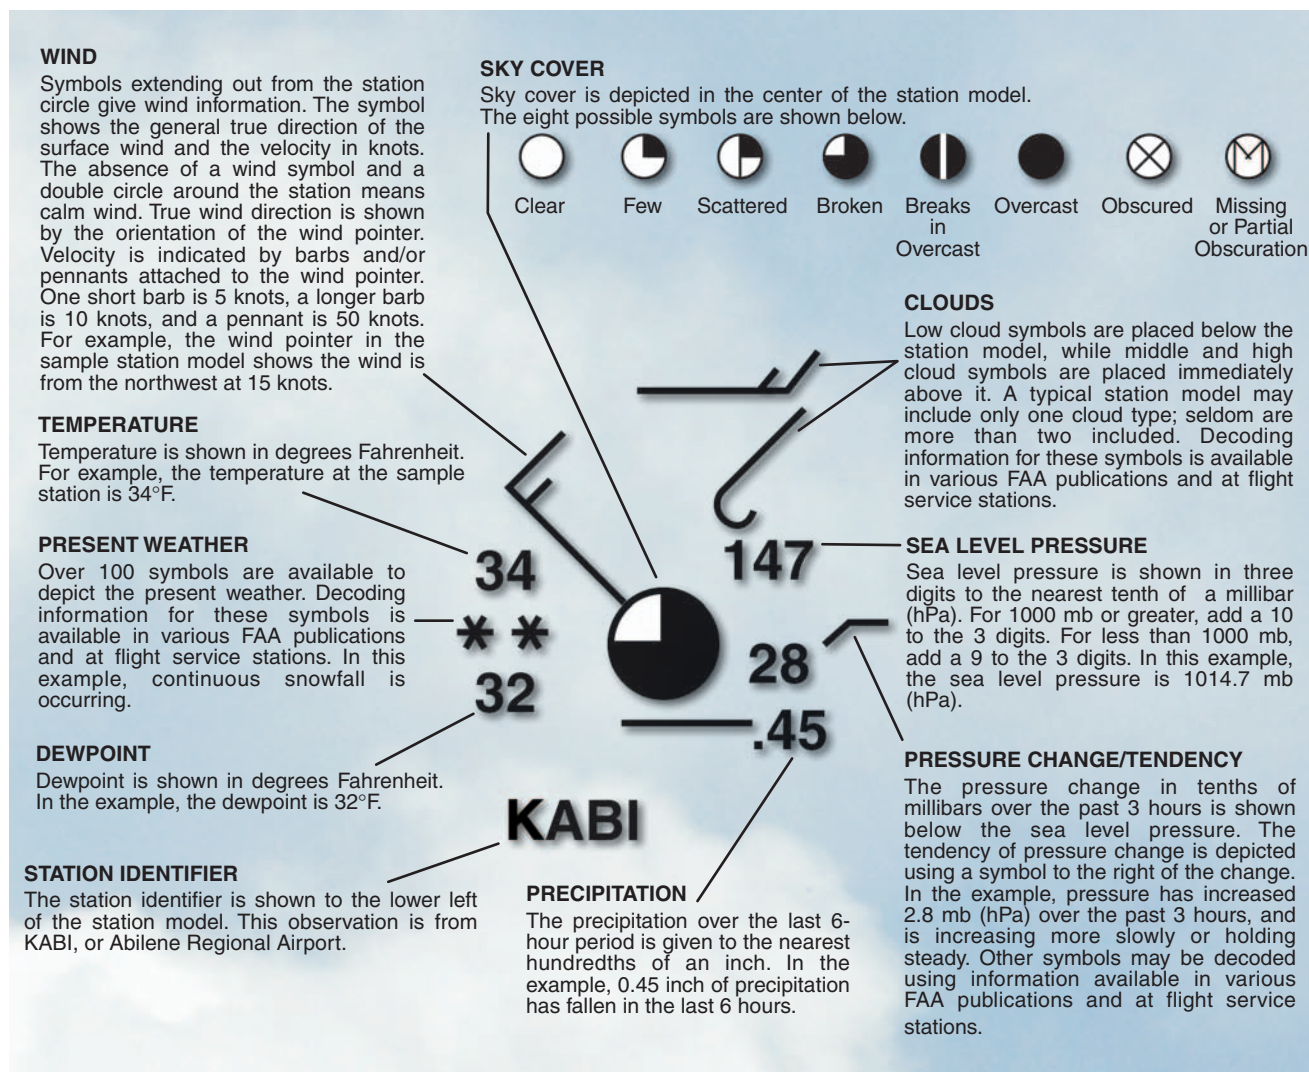 WIND
Symbols extending out from the station
circle give wind information. The symbol
shows the general true direction of the
surface wind and the velocity in knots.
The absence of a wind symbol and a
double circle around the station means
calm wind. True wind direction is shown
by the orientation of the wind pointer.
Velocity is indicated by barbs and/or
pennants attached to the wind pointer.
One short barb is 5 knots, a longer barb
is 10 knots, and a pennant is 50 knots.
For example, the wind pointer in the
sample station model shows the wind is
from the northwest at 15 knots.
SKY COVER
Sky cover is depicted in the center of the station model.
The eight possible symbols are shown below.
Clear
Few
Scattered
Broken
Breaks
in
Overcast
Overcast
Obscured
Missing
or Partial
Obscuration
CLOUDS
Low cloud symbols are placed below the
station model, while middle and high
cloud symbols are placed immediately
above it. A typical station model may
include only one cloud type; seldom are
more than two included. Decoding
information for these symbols is available
in various FAA publications and at flight
service stations.
TEMPERATURE
Temperature is shown in degrees Fahrenheit.
For example, the temperature at the sample
station is 34°F.
PRESENT WEATHER
Over 100 symbols are available to
depict the present weather. Decoding
information for these symbols is
available in various FAA publications
and at flight service stations. In this
example, continuous snowfall is
occurring.
DEWPOINT
Dewpoint is shown in degrees Fahrenheit.
In the example, the dewpoint is 32°F.
STATION IDENTIFIER
The station identifier is shown to the lower left
of the station model. This observation is from
KABI, or Abilene Regional Airport.
34
32
147
28
.45
KABI
SEA LEVEL PRESSURE
Sea level pressure is shown in three
digits to the nearest tenth of a millibar
(hPa). For 1000 mb or greater, add a 10
to the 3 digits. For less than 1000 mb,
add a 9 to the 3 digits. In this example,
the sea level pressure is 1014.7 mb
(hPa).
PRESSURE CHANGE/TENDENCY
The pressure change in tenths of
millibars over the past 3 hours is shown
below the sea level pressure. The
tendency of pressure change is depicted
using a symbol to the right of the change.
In the example, pressure has increased
2.8 mb (hPa) over the past 3 hours, and
is increasing more slowly or holding
steady. Other symbols may be decoded
using information available in various
FAA publications and at flight service
stations.
PRECIPITATION
The precipitation over the last 6-
hour period is given to the nearest
hundredths of an inch. In the
example, 0.45 inch of precipitation
has fallen in the last 6 hours.